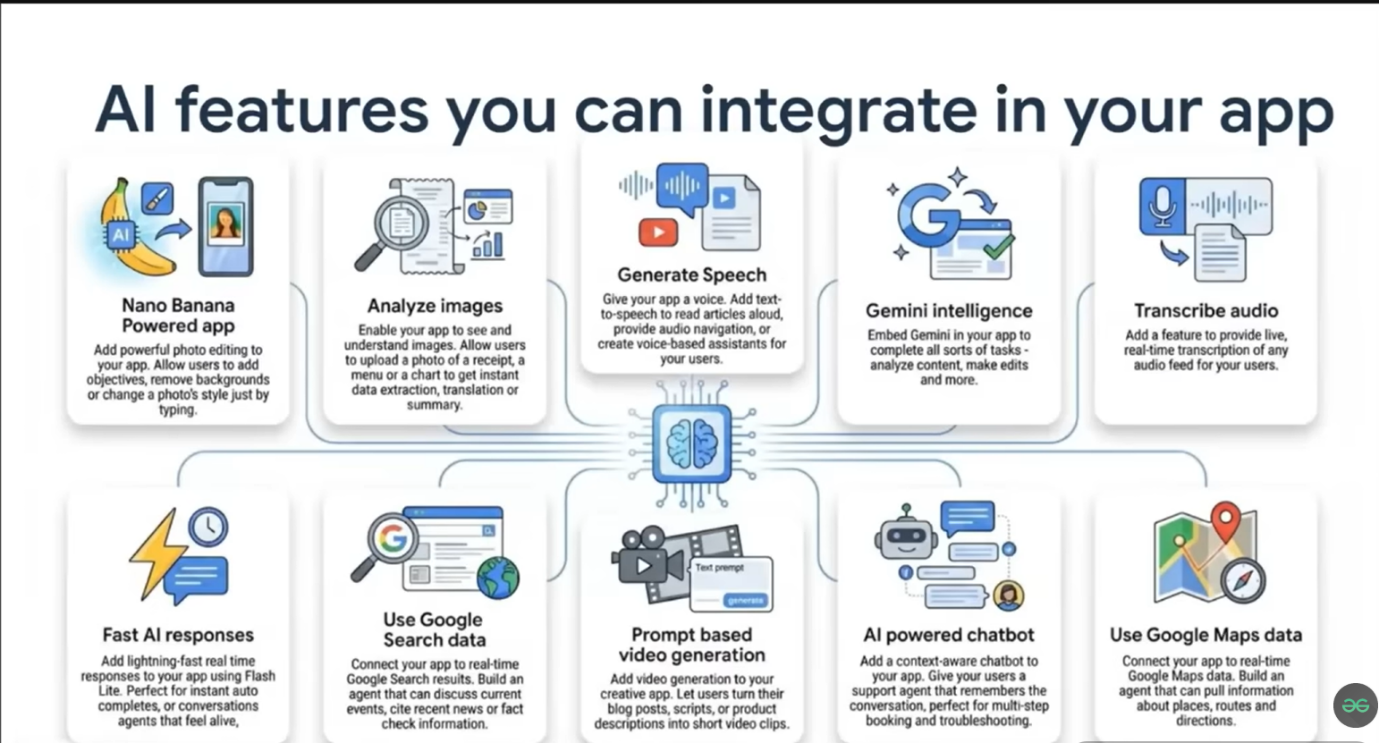 AI features you can integrate in your app
Nano Banana
Powered app
Add powerful photo editing to
your app. Allow users to add
objectives, remove backgrounds
or change a photo's style just by
typing.
Analyze images
Enable your app to see and
understand images. Allow users
to upload a photo of a receipt, a
menu or a chart to get instant
data extraction, translation or
summary.
Generate Speech
Give your app a voice. Add text-
to-speech to read articles aloud,
provide audio navigation, or
create voice-based assistants for
your users.
Gemini intelligence
Embed Gemini in your app to
complete all sorts of tasks -
analyze content, make edits
and more.
Transcribe audio
Add a feature to provide live,
real-time transcription of any
audio feed for your users.
Fast AI responses
Add lightning-fast real time
responses to your app using Flash
Lite. Perfect for instant auto
completes, or conversations
agents that feel alive,
Use Google
Search data
Connect your app to real-time
Google Search results. Build an
agent that can discuss current
events, cite recent news or fact
check information.
Text prompt
generate
Prompt based
video generation
Add video generation to your
creative app. Let users turn their
blog posts, scripts, or product
descriptions into short video clips.
AI powered chatbot
Add a context-aware chatbot to
your app. Give your users a
support agent that remembers the
conversation, perfect for multi-step
booking and troubleshooting.
Use Google Maps data
Connect your app to real-time
Google Maps data. Build an
agent that can pull information
about places, routes and
directions.
AI
G
G